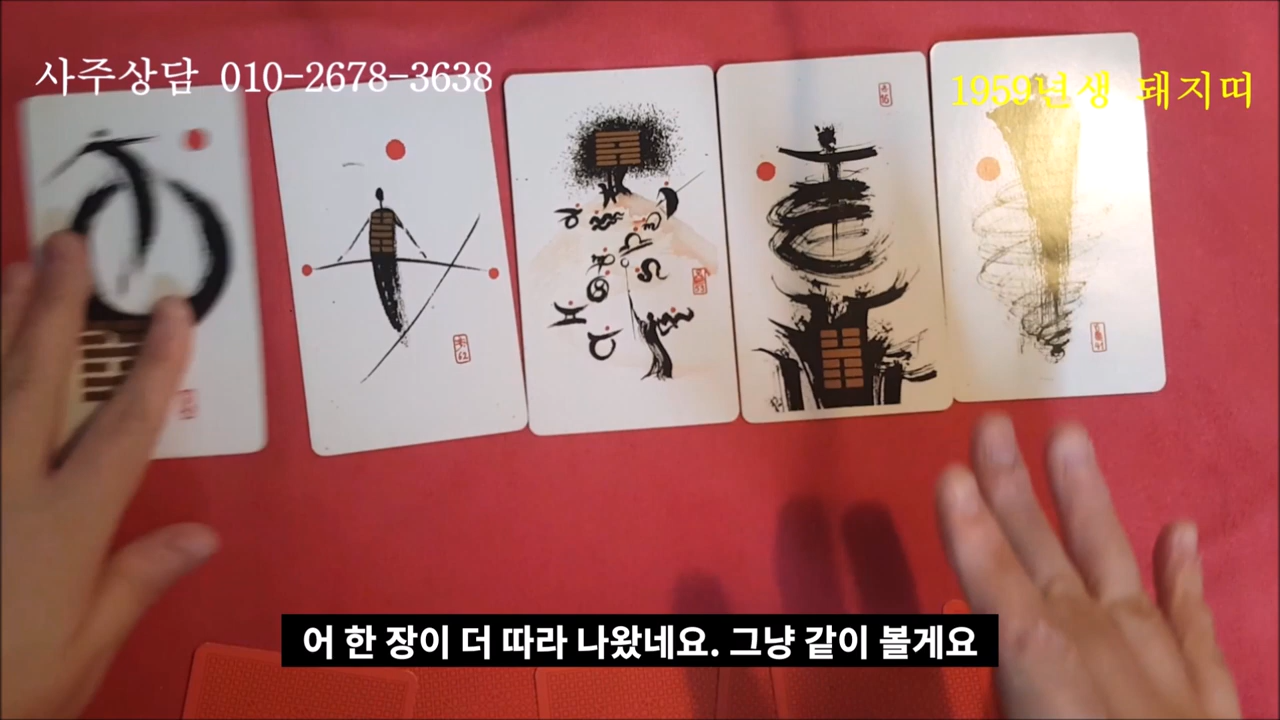 사주상담 010-2678-3638
1959년생 돼지띠
어 한 장이 더 따라 나왔네요. 그냥 같이 볼게요